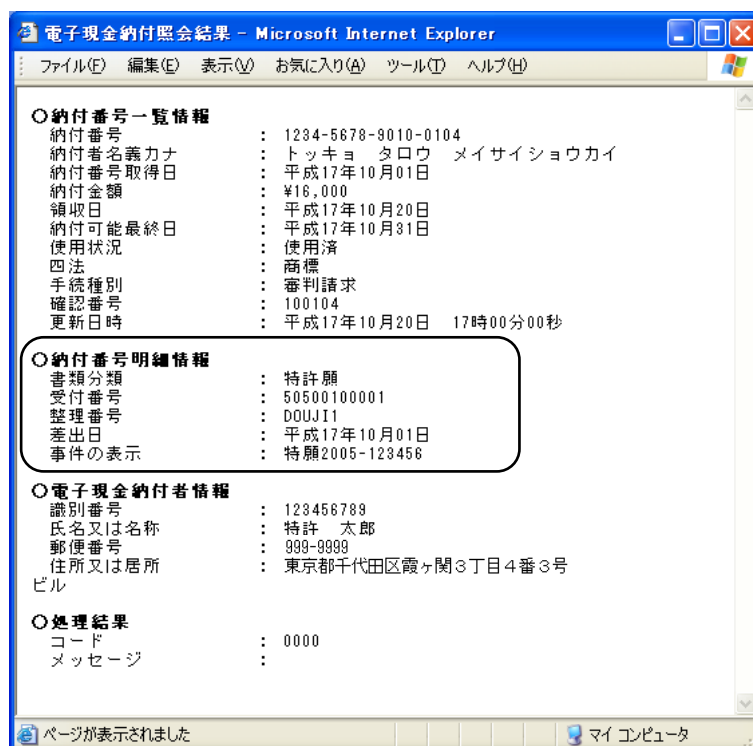 電子現金納付照会結果 - Microsoft Internet Explorer
ファイル(F) 編集(E) 表示(V) お気に入り(A) ツール(T) ヘルプ(H)
○納付番号一覧情報
納付番号 : 1234-5678-9010-0104
納付者名義カナ : トッキョ タロウ メイサイショウカイ
納付番号取得日 : 平成17年10月01日
納付金額 : ¥16,000
領収日 : 平成17年10月20日
納付可能最終日 : 平成17年10月31日
使用状況 : 使用済
四法 : 商標
手続種別 : 審判請求
確認番号 : 100104
更新日時 : 平成17年10月20日 17時00分00秒
○納付番号明細情報
書類分類 : 特許願
受付番号 : 50500100001
整理番号 : DOUJI1
差出日 : 平成17年10月01日
事件の表示 : 特願2005-123456
○電子現金納付者情報
識別番号 : 123456789
氏名又は名称 : 特許 太郎
郵便番号 : 999-9999
住所又は居所 : 東京都千代田区霞ヶ関3丁目4番3号
ビル
○処理結果
コード : 0000
メッセージ :
ページが表示されました マイ コンピュータ